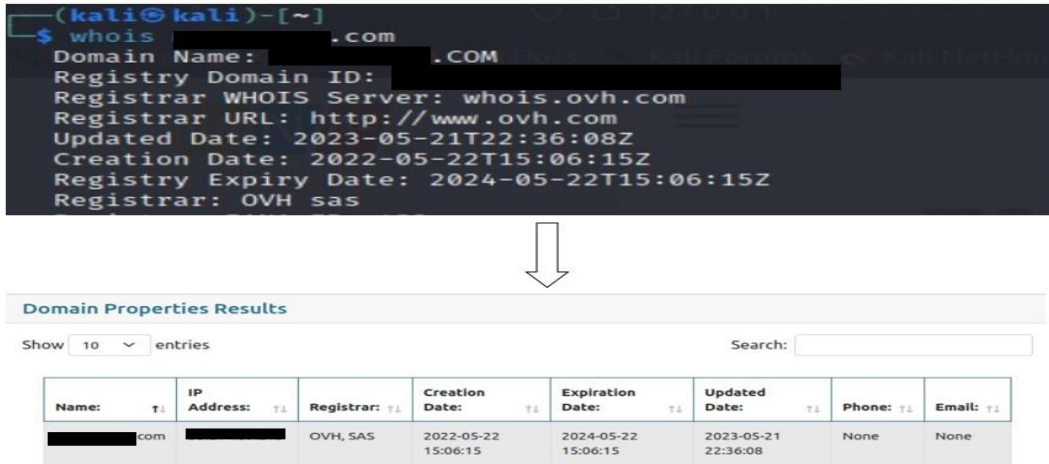 (kali㉿kali)-[~]
$ whois .com
Domain Name: .COM
Registry Domain ID:
Registrar WHOIS Server: whois.ovh.com
Registrar URL: http://www.ovh.com
Updated Date: 2023-05-21T22:36:08Z
Creation Date: 2022-05-22T15:06:15Z
Registry Expiry Date: 2024-05-22T15:06:15Z
Registrar: OVH sas
Domain Properties Results
Show 10 entries Search:
Name: IP Address: Registrar: Creation Date: Expiration Date: Updated Date: Phone: Email:
com OVH, SAS 2022-05-22 15:06:15 2024-05-22 15:06:15 2023-05-21 22:36:08 None None